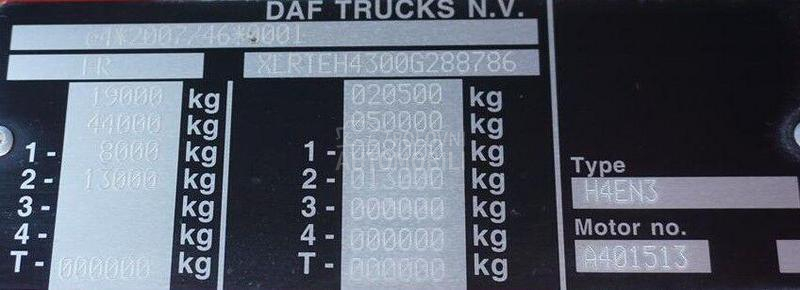 DAF TRUCKS N.V.
e4*2007/46*0001
HR XLRTEH4300G288786
19000 kg 020500 kg
44000 kg 050000 kg
1- 8000 kg 1- 008000 kg
2- 13000 kg 2- 013000 kg
3- kg 3- 000000 kg
4- kg 4- 000000 kg
T- 000000 kg T- 000000 kg
Type
H4EN3
Motor no.
A401513